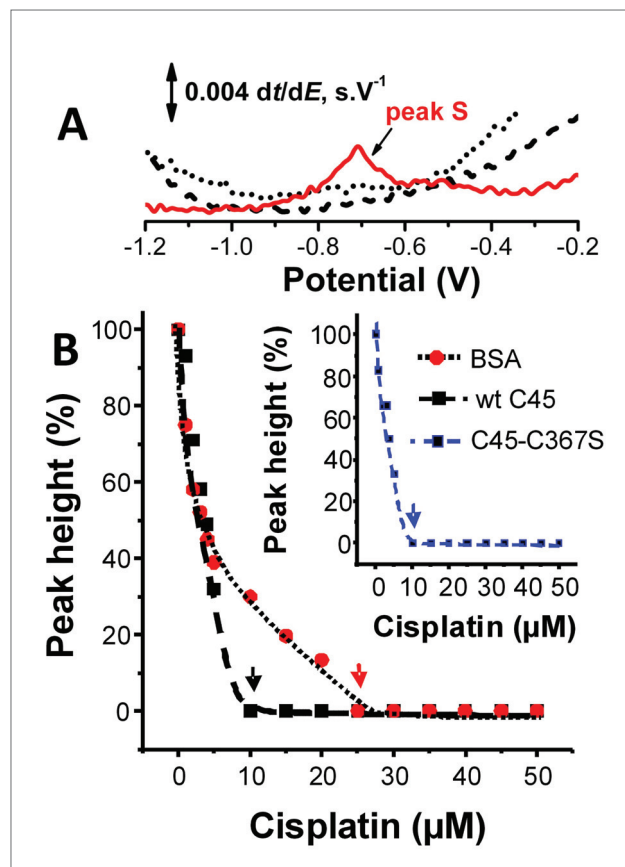 0.004 dt/dE, s.V⁻¹
A
peak S
-1.2 -1.0 -0.8 -0.6 -0.4 -0.2
Potential (V)
B
Peak height (%)
100
80
60
40
20
0
0 10 20 30 40 50
Cisplatin (µM)
Peak height (%)
100
80
60
40
20
0
0 10 20 30 40 50
Cisplatin (µM)
BSA
wt C45
C45-C367S